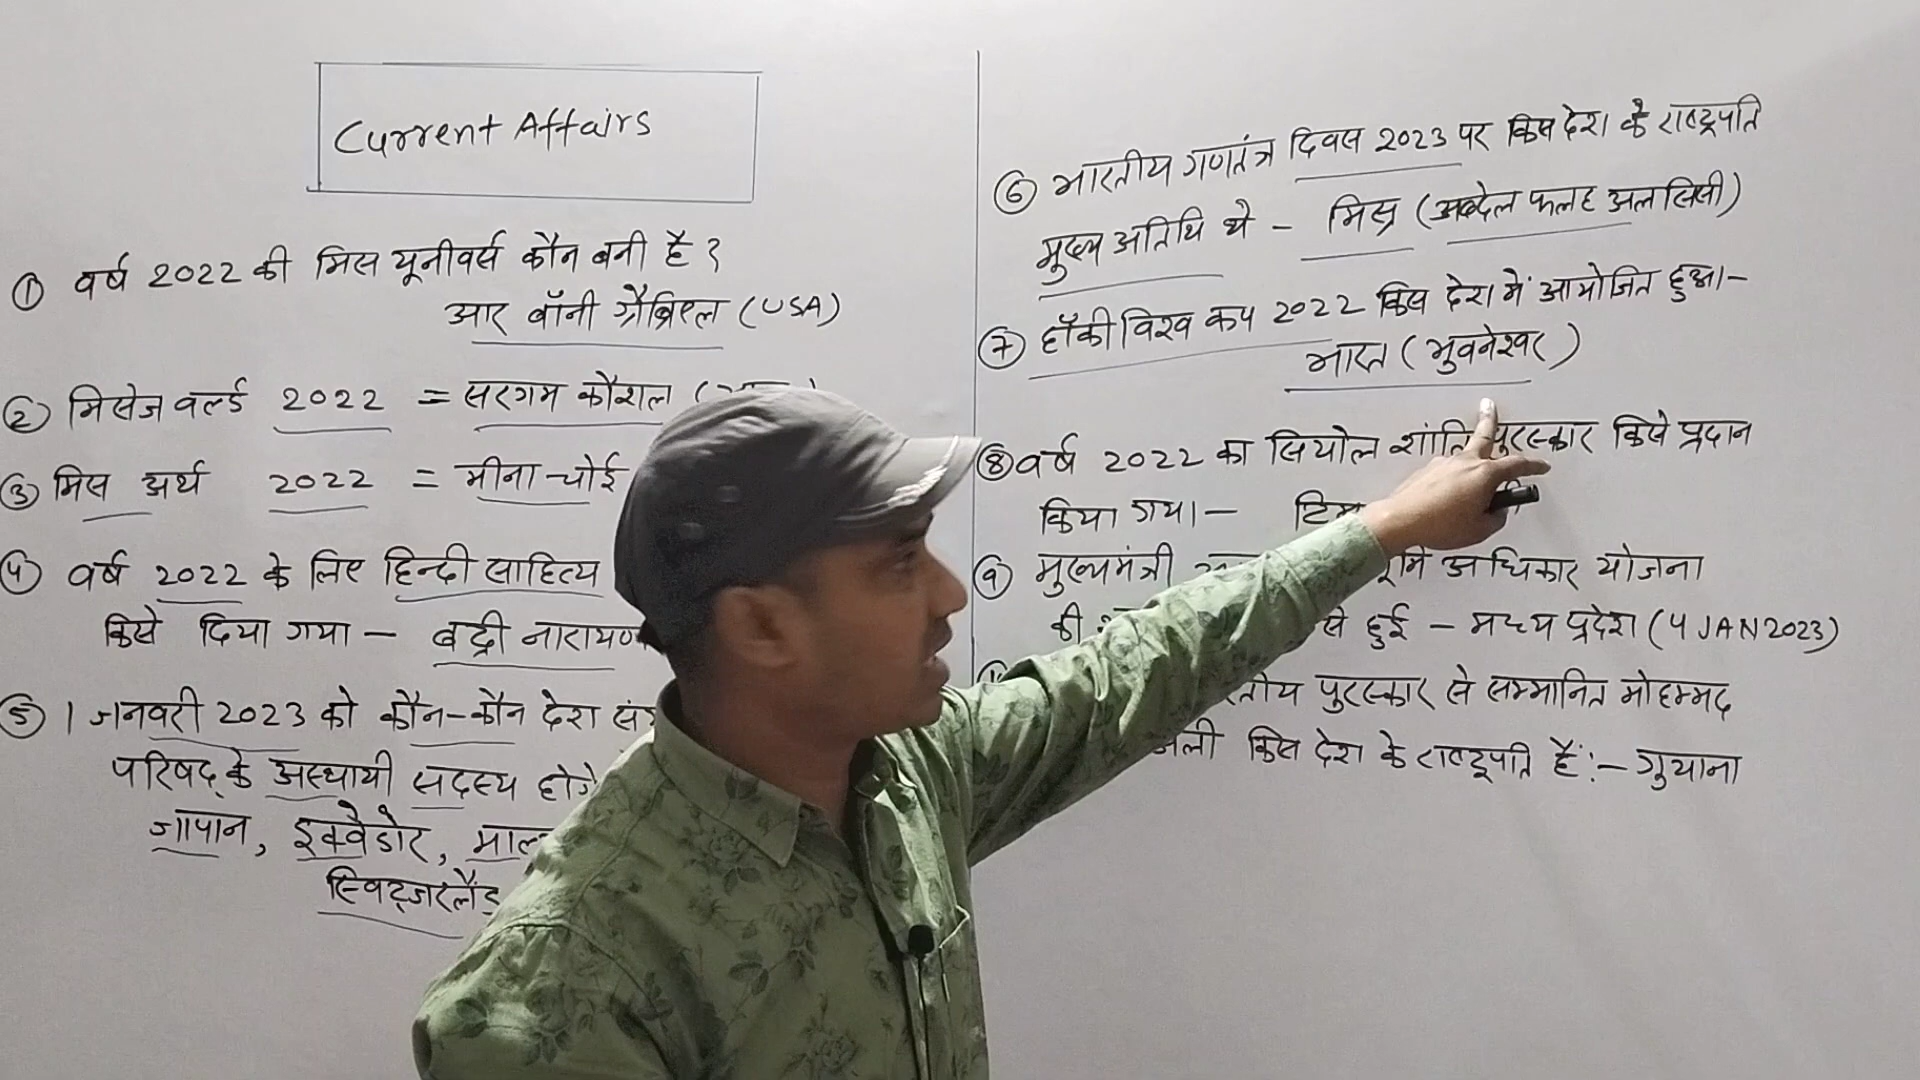 Current Affairs
① वर्ष 2022 की मिस यूनीवर्स कौन बनी है ?
आर बॉनी ग्रैब्रिएल (USA)
② मिसेज वर्ल्ड 2022 = सरगम कौशल (
③ मिस अर्थ 2022 = मीना-चोई
④ वर्ष 2022 के लिए हिन्दी साहित्य
किसे दिया गया - बद्री नारायण
⑤ 1 जनवरी 2023 को कौन-कौन देश
परिषद् के अस्थायी सदस्य होगे
जापान, इक्वेडोर,
स्विट्जरलैंड
⑥ भारतीय गणतंत्र दिवस 2023 पर किस देश के राष्ट्रपति
मुख्य अतिथि थे - मिस्र (अब्देल फतह अल सिसी)
⑦ हॉकी विश्व कप 2022 किस देश में आयोजित हुआ -
भारत (भुवनेश्वर)
⑧ वर्ष 2022 का सियोल शांति पुरस्कार किसे प्रदान
किया गया -
⑨ मुख्यमंत्री अधिकार योजना
की से हुई - मध्य प्रदेश (4 JAN 2023)
पुरस्कार से सम्मानित मोहम्मद
अली किस देश के राष्ट्रपति हैं :- गुयाना